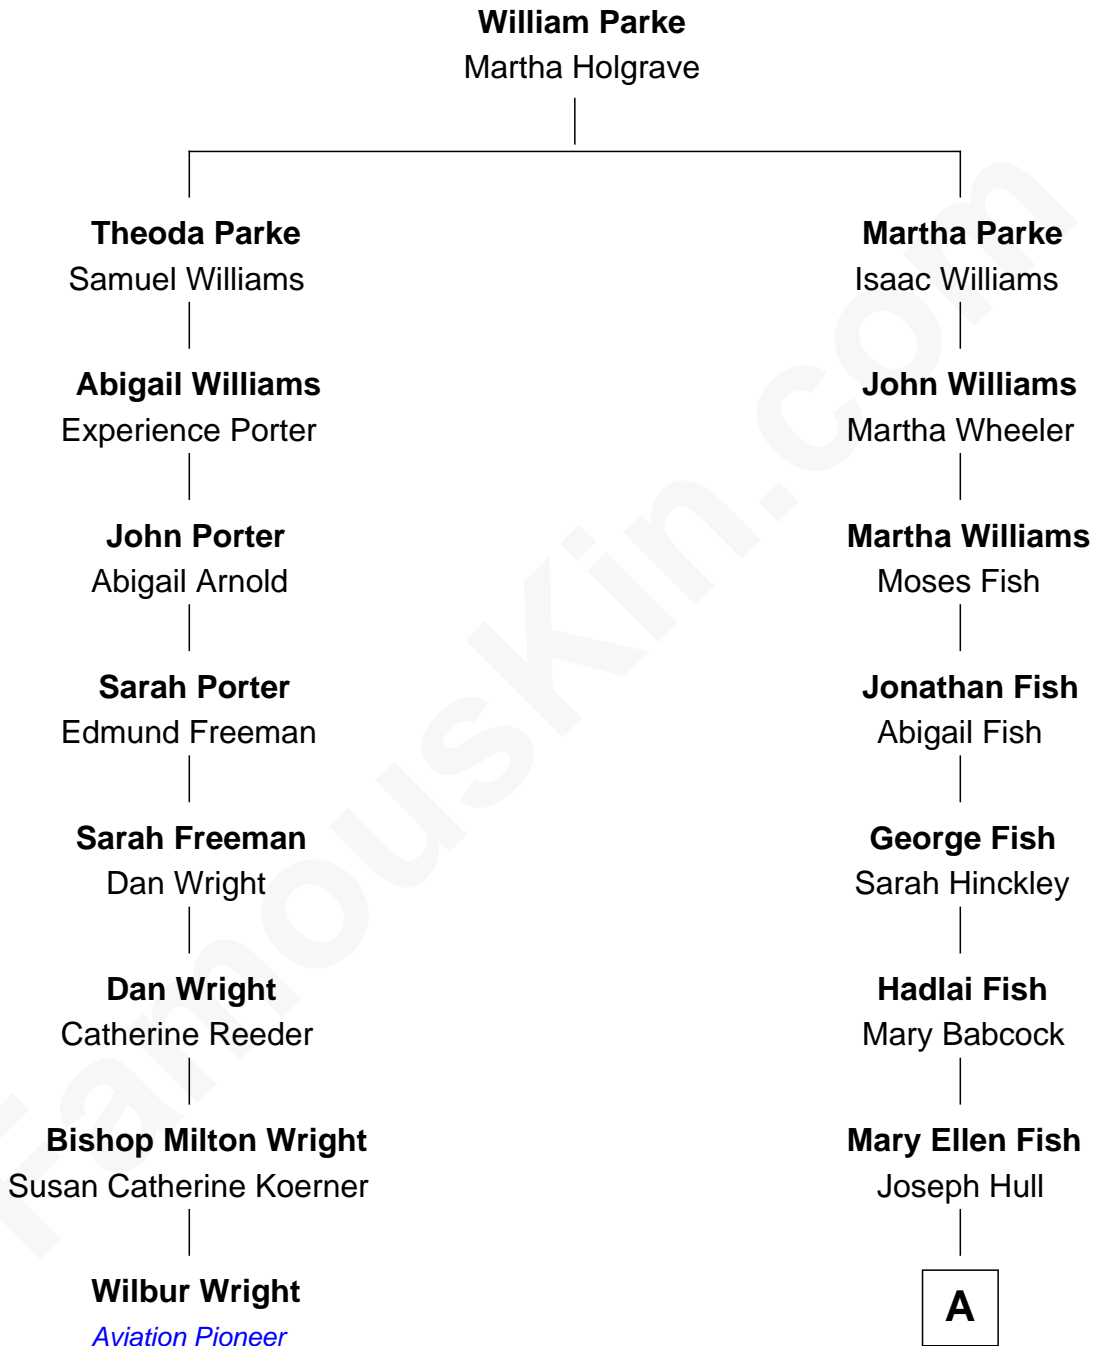 William Parke
Martha Holgrave
Theoda Parke
Samuel Williams
Martha Parke
Isaac Williams
Abigail Williams
Experience Porter
John Williams
Martha Wheeler
John Porter
Abigail Arnold
Martha Williams
Moses Fish
Sarah Porter
Edmund Freeman
Jonathan Fish
Abigail Fish
Sarah Freeman
Dan Wright
George Fish
Sarah Hinckley
Dan Wright
Catherine Reeder
Hadlai Fish
Mary Babcock
Bishop Milton Wright
Susan Catherine Koerner
Mary Ellen Fish
Joseph Hull
Wilbur Wright
Aviation Pioneer
A
FamousKin.com